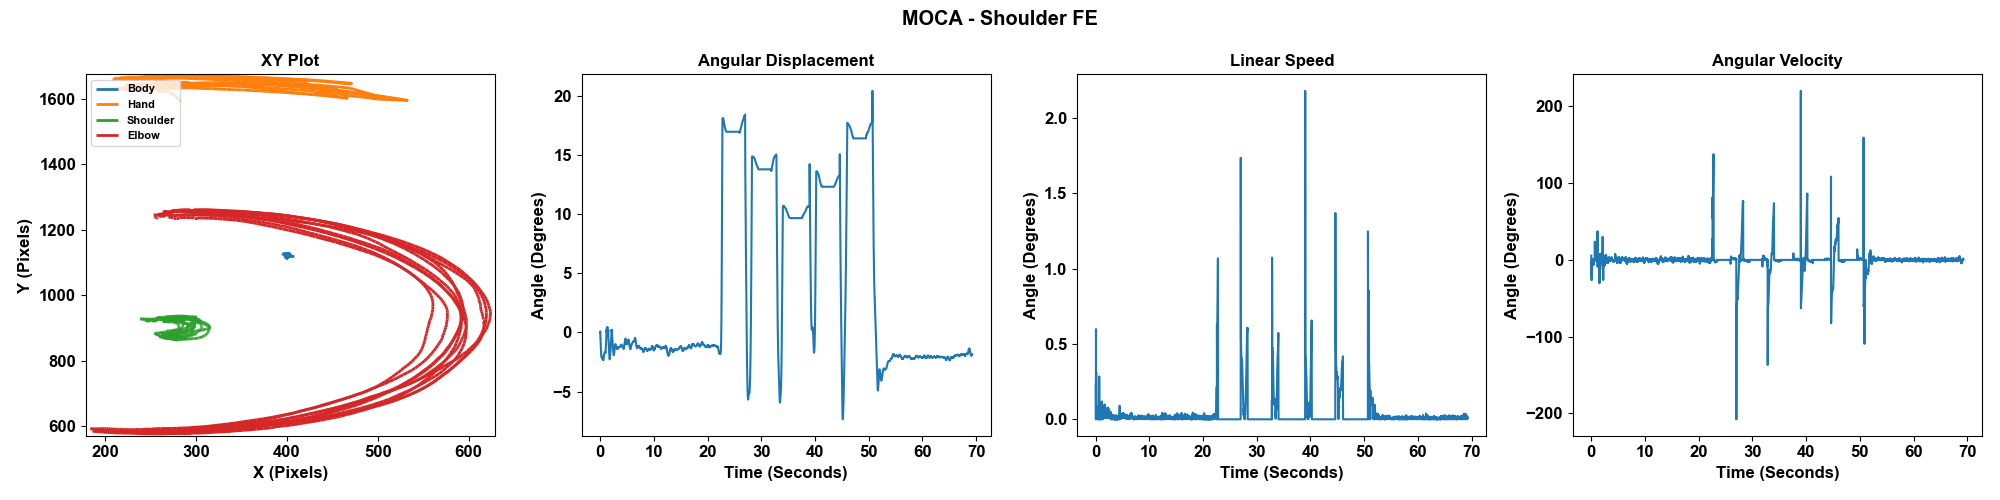 MOCA - Shoulder FE
XY Plot
Y (Pixels)
1600
1400
1200
1000
800
600
Body
Hand
Shoulder
Elbow
200 300 400 500 600
X (Pixels)
Angular Displacement
Angle (Degrees)
20
15
10
5
0
−5
0 10 20 30 40 50 60 70
Time (Seconds)
Linear Speed
Angle (Degrees)
2.0
1.5
1.0
0.5
0.0
0 10 20 30 40 50 60 70
Time (Seconds)
Angular Velocity
Angle (Degrees)
200
100
0
−100
−200
0 10 20 30 40 50 60 70
Time (Seconds)